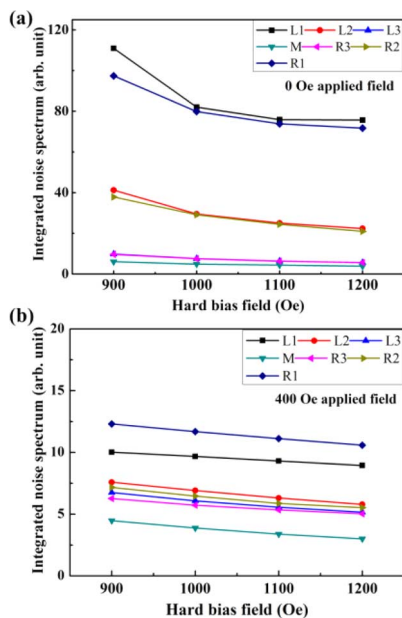 (a)
Integrated noise spectrum (arb. unit)
120
80
40
0
L1 L2 L3
M R3 R2
R1
0 Oe applied field
900 1000 1100 1200
Hard bias field (Oe)
(b)
Integrated noise spectrum (arb. unit)
20
15
10
5
0
L1 L2 L3
M R3 R2
R1
400 Oe applied field
900 1000 1100 1200
Hard bias field (Oe)